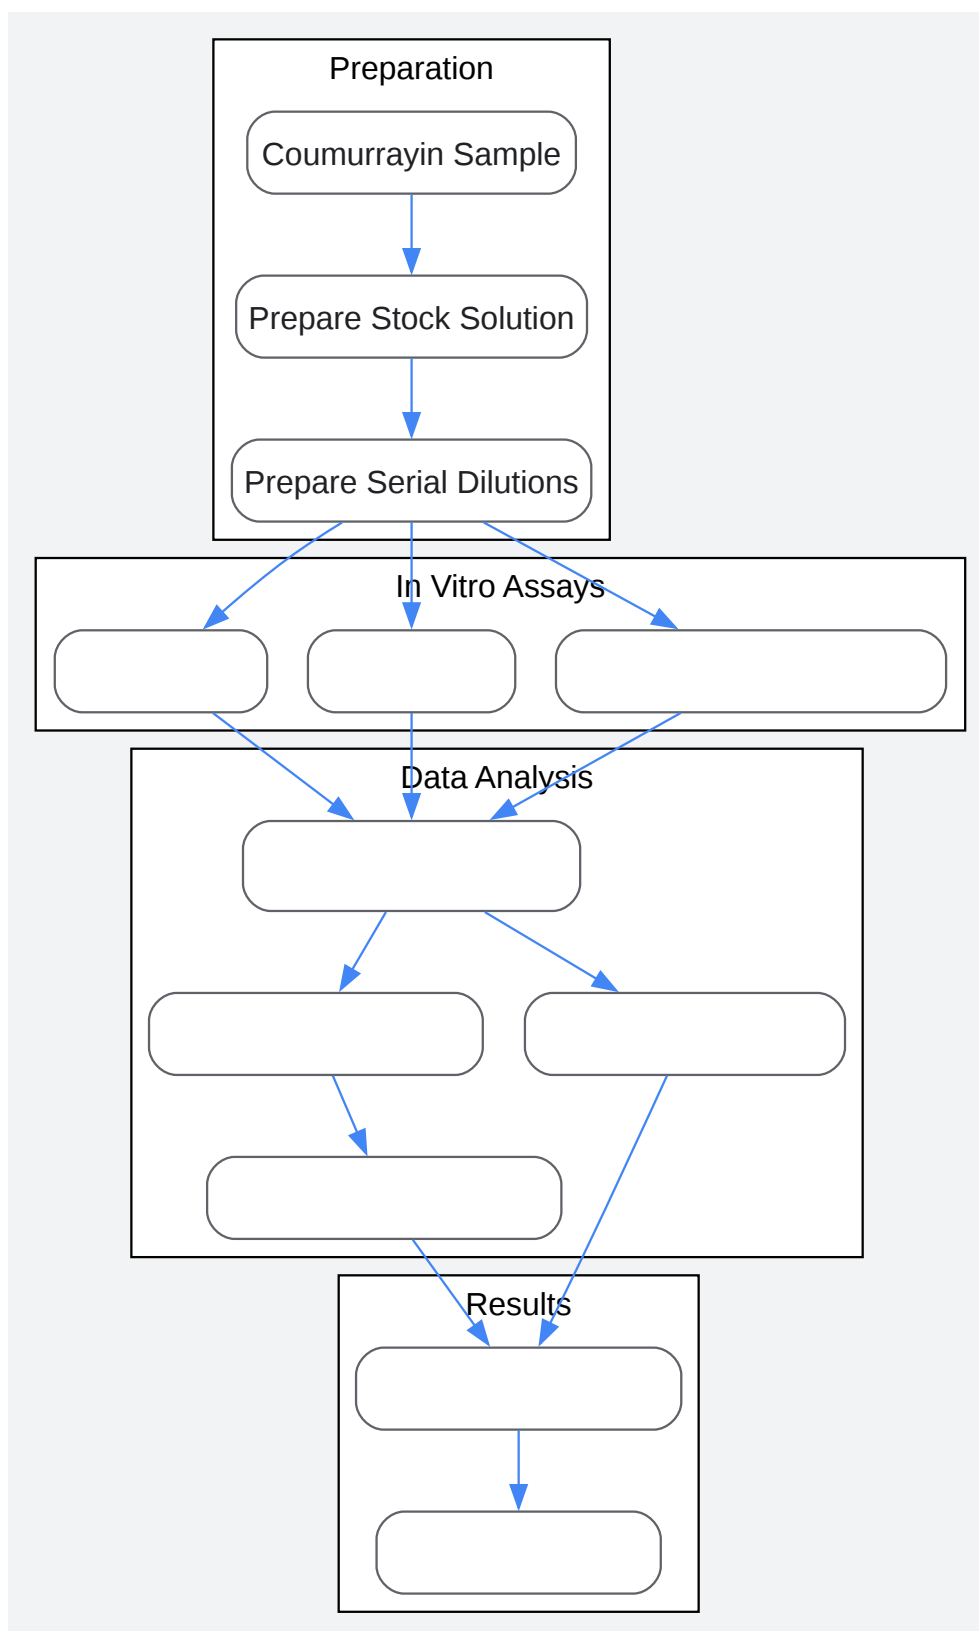 Preparation
Coumurrayin Sample
Prepare Stock Solution
Prepare Serial Dilutions
In Vitro Assays
Data Analysis
Results